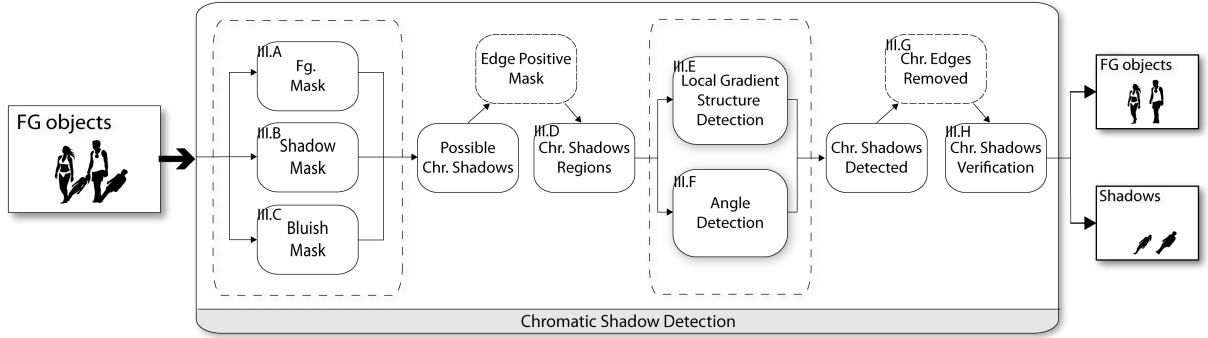 FG objects
III.A
Fg.
Mask
III.B
Shadow
Mask
III.C
Bluish
Mask
Possible
Chr. Shadows
Edge Positive
Mask
III.D
Chr. Shadows
Regions
III.E
Local Gradient
Structure
Detection
III.F
Angle
Detection
Chr. Shadows
Detected
III.G
Chr. Edges
Removed
III.H
Chr. Shadows
Verification
FG objects
Shadows
Chromatic Shadow Detection